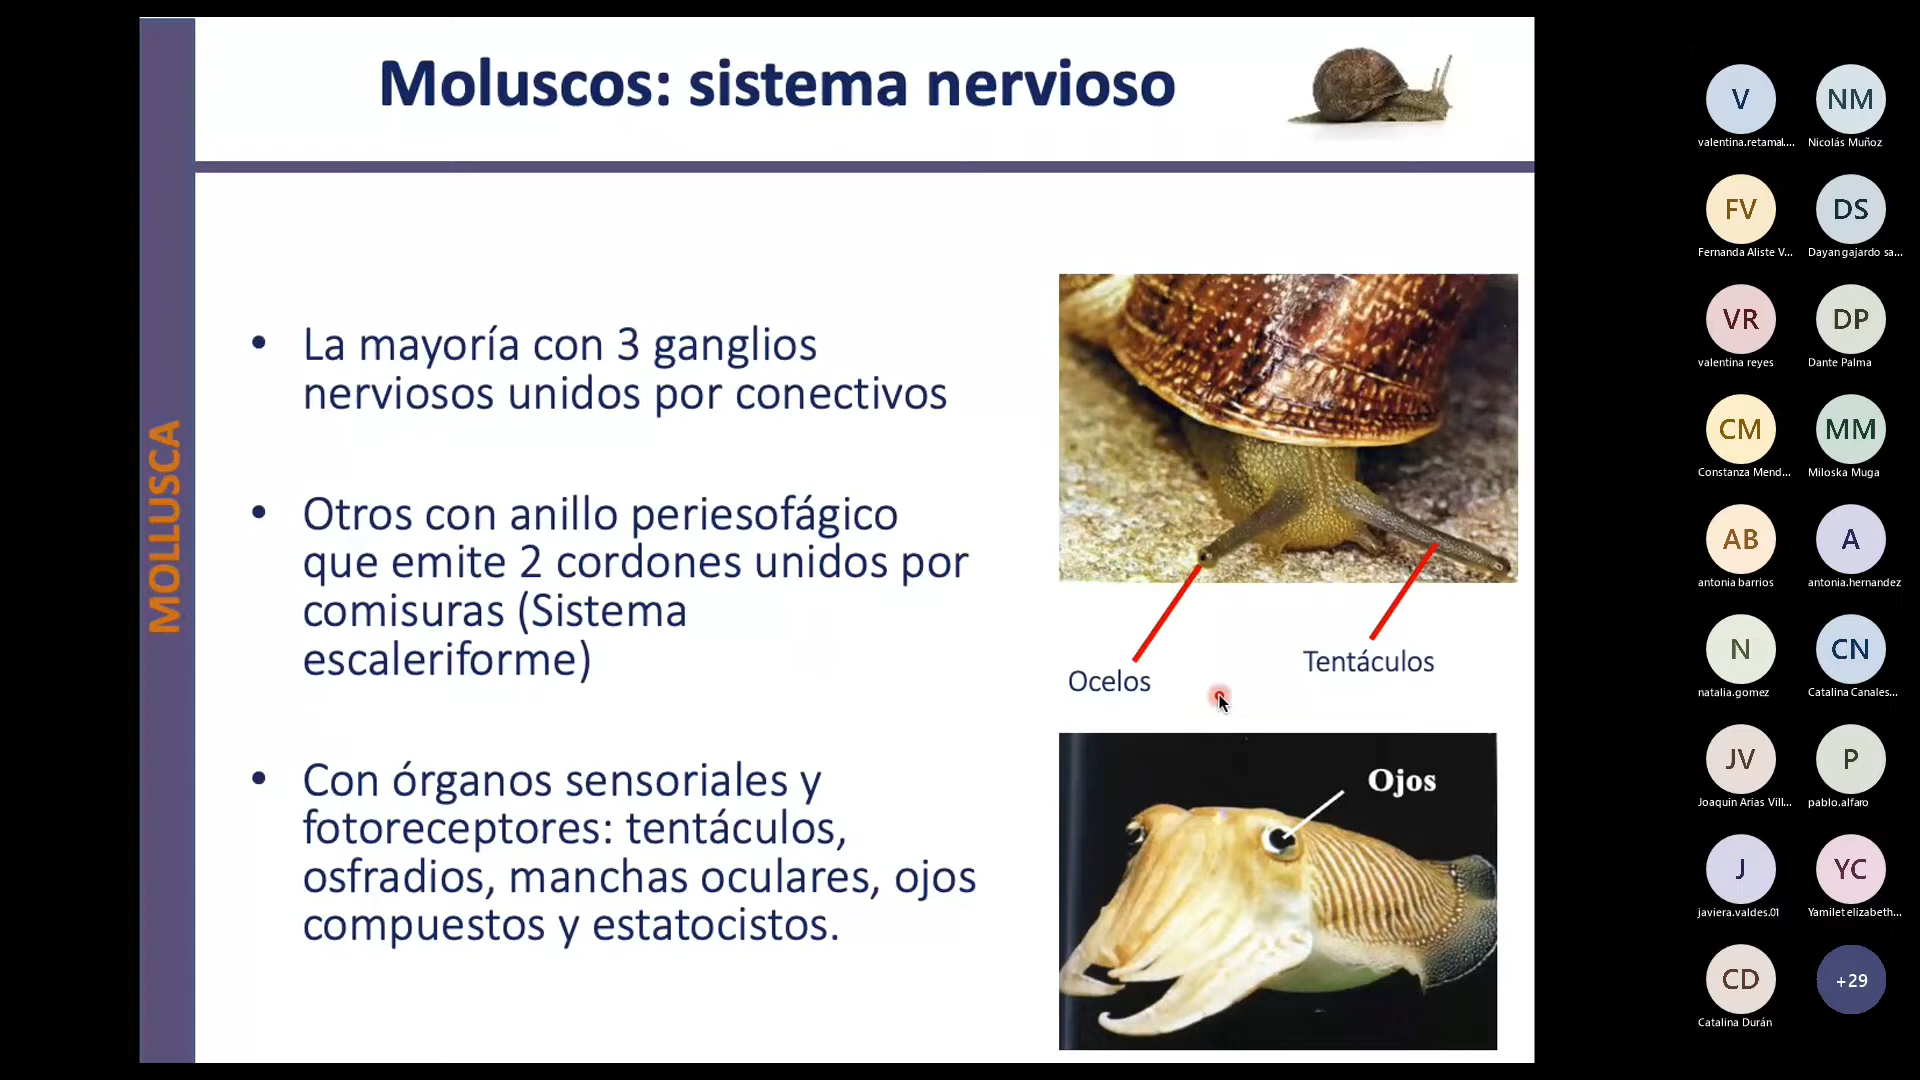 Moluscos: sistema nervioso
MOLLUSCA
• La mayoría con 3 ganglios
nerviosos unidos por conectivos
• Otros con anillo periesofágico
que emite 2 cordones unidos por
comisuras (Sistema
escaleriforme)
• Con órganos sensoriales y
fotoreceptores: tentáculos,
osfradios, manchas oculares, ojos
compuestos y estatocistos.
Ocelos
Tentáculos
Ojos
V
valentina.retamal....
NM
Nicolás Muñoz
FV
Fernanda Aliste V...
DS
Dayan gajardo sa...
VR
valentina reyes
DP
Dante Palma
CM
Constanza Mend...
MM
Miloska Muga
AB
antonia barrios
A
antonia.hernandez
N
natalia.gomez
CN
Catalina Canales...
JV
Joaquin Arias Vill...
P
pablo.alfaro
J
javiera.valdes.01
YC
Yamilet elizabeth...
CD
Catalina Durán
+29